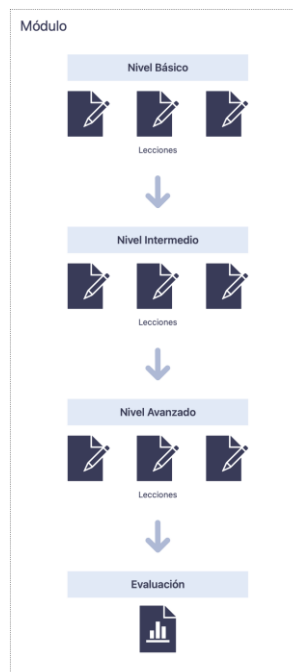 Módulo
Nivel Básico
Lecciones
Nivel Intermedio
Lecciones
Nivel Avanzado
Lecciones
Evaluación